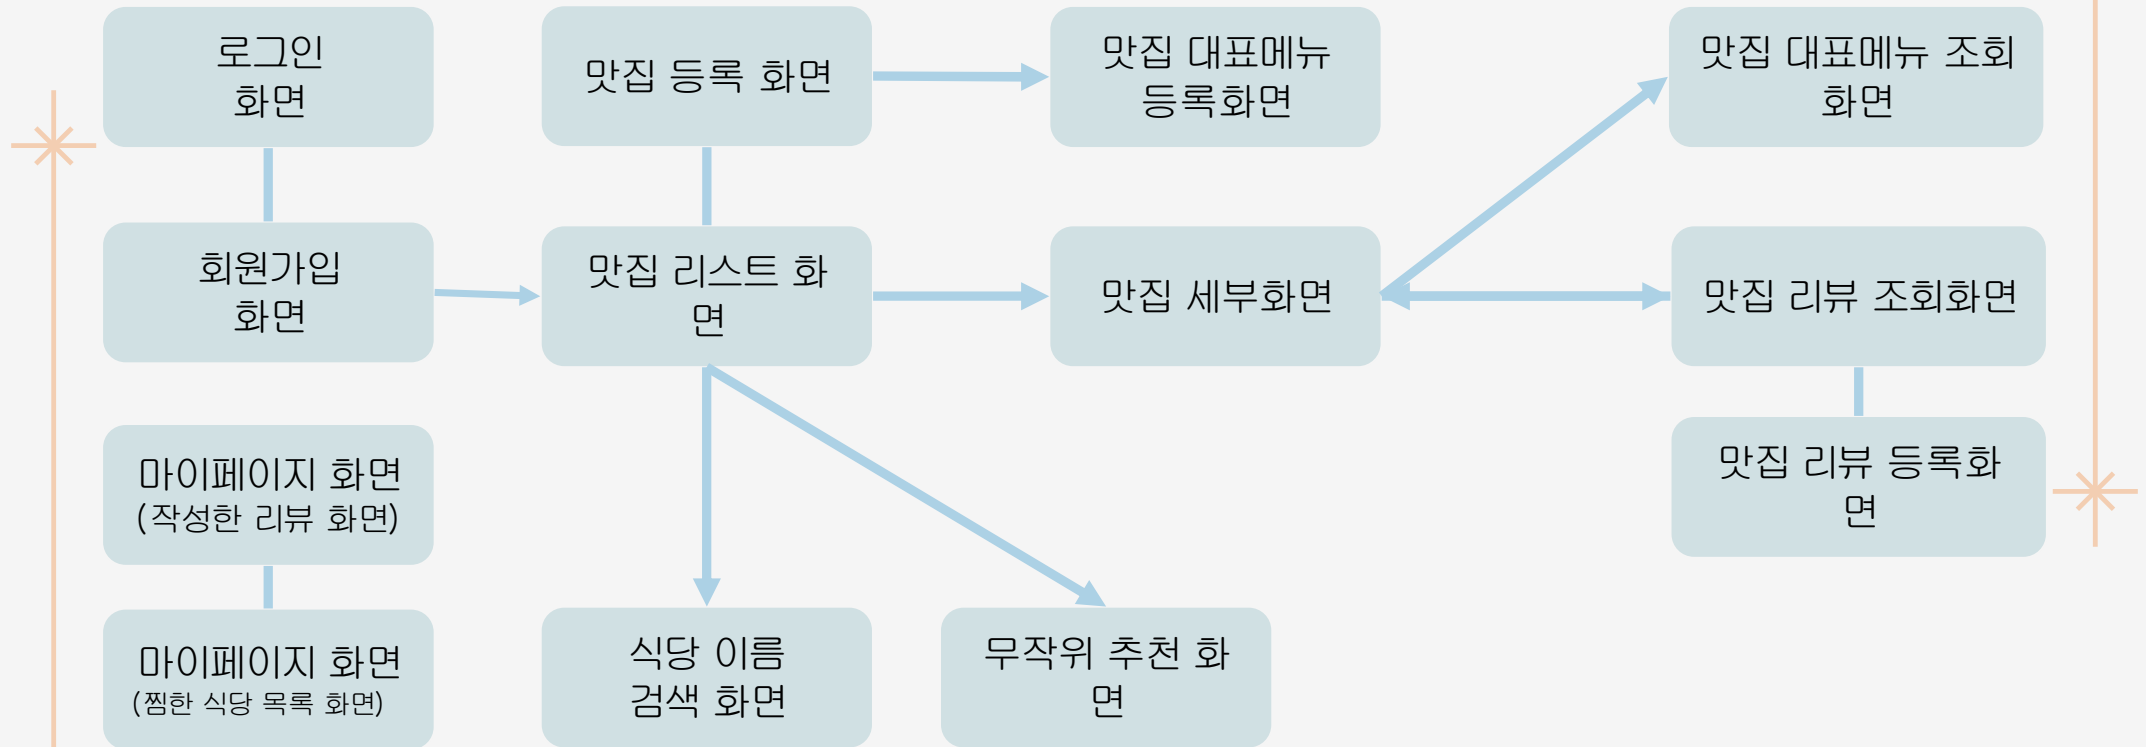 로그인
화면
맛집 등록 화면
맛집 대표메뉴
등록화면
맛집 대표메뉴 조회
화면
회원가입
화면
맛집 리스트 화
면
맛집 세부화면
맛집 리뷰 조회화면
마이페이지 화면
(작성한 리뷰 화면)
맛집 리뷰 등록화
면
마이페이지 화면
(찜한 식당 목록 화면)
식당 이름
검색 화면
무작위 추천 화
면